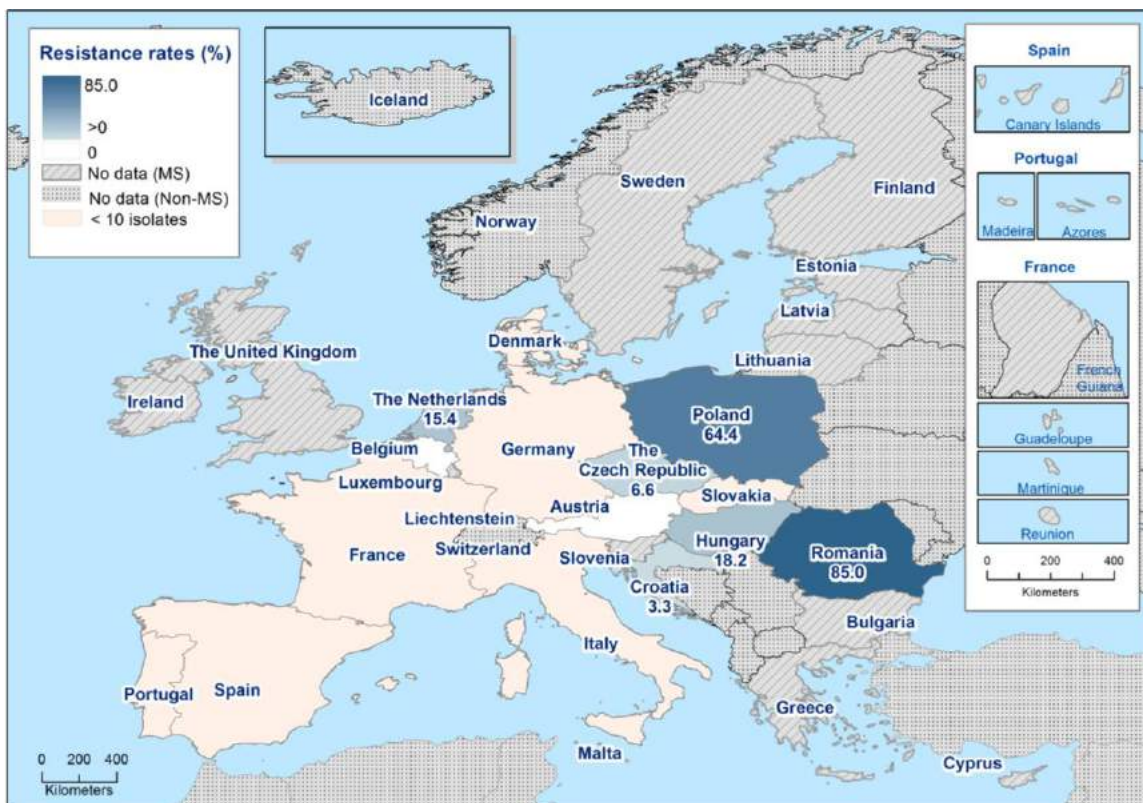 Resistance rates (%)
85.0
>0
0
No data (MS)
No data (Non-MS)
< 10 isolates
Iceland
Spain
Canary Islands
Portugal
Madeira
Azores
France
French
Guiana
Guadeloupe
Martinique
Reunion
0 200 400
Kilometers
Sweden
Finland
Norway
Estonia
Latvia
Denmark
Lithuania
The United Kingdom
Ireland
The Netherlands
15.4
Poland
64.4
Belgium
Germany
The
Czech Republic
6.6
Luxembourg
Slovakia
Austria
Liechtenstein
Switzerland
France
Slovenia
Hungary
18.2
Romania
85.0
Croatia
3.3
Bulgaria
Italy
Portugal
Spain
Greece
Malta
Cyprus
0 200 400
Kilometers